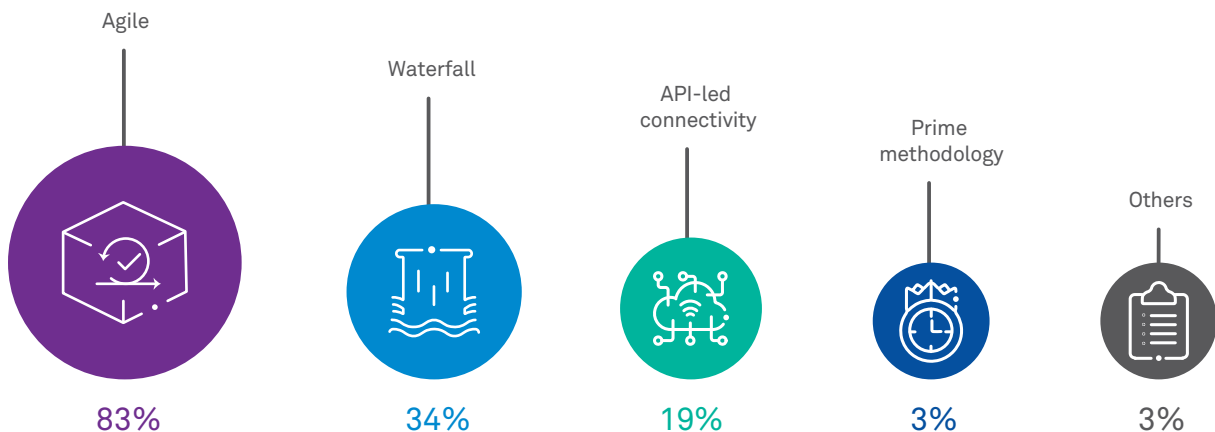 Agile
Waterfall
API-led
connectivity
Prime
methodology
Others
83%
34%
19%
3%
3%